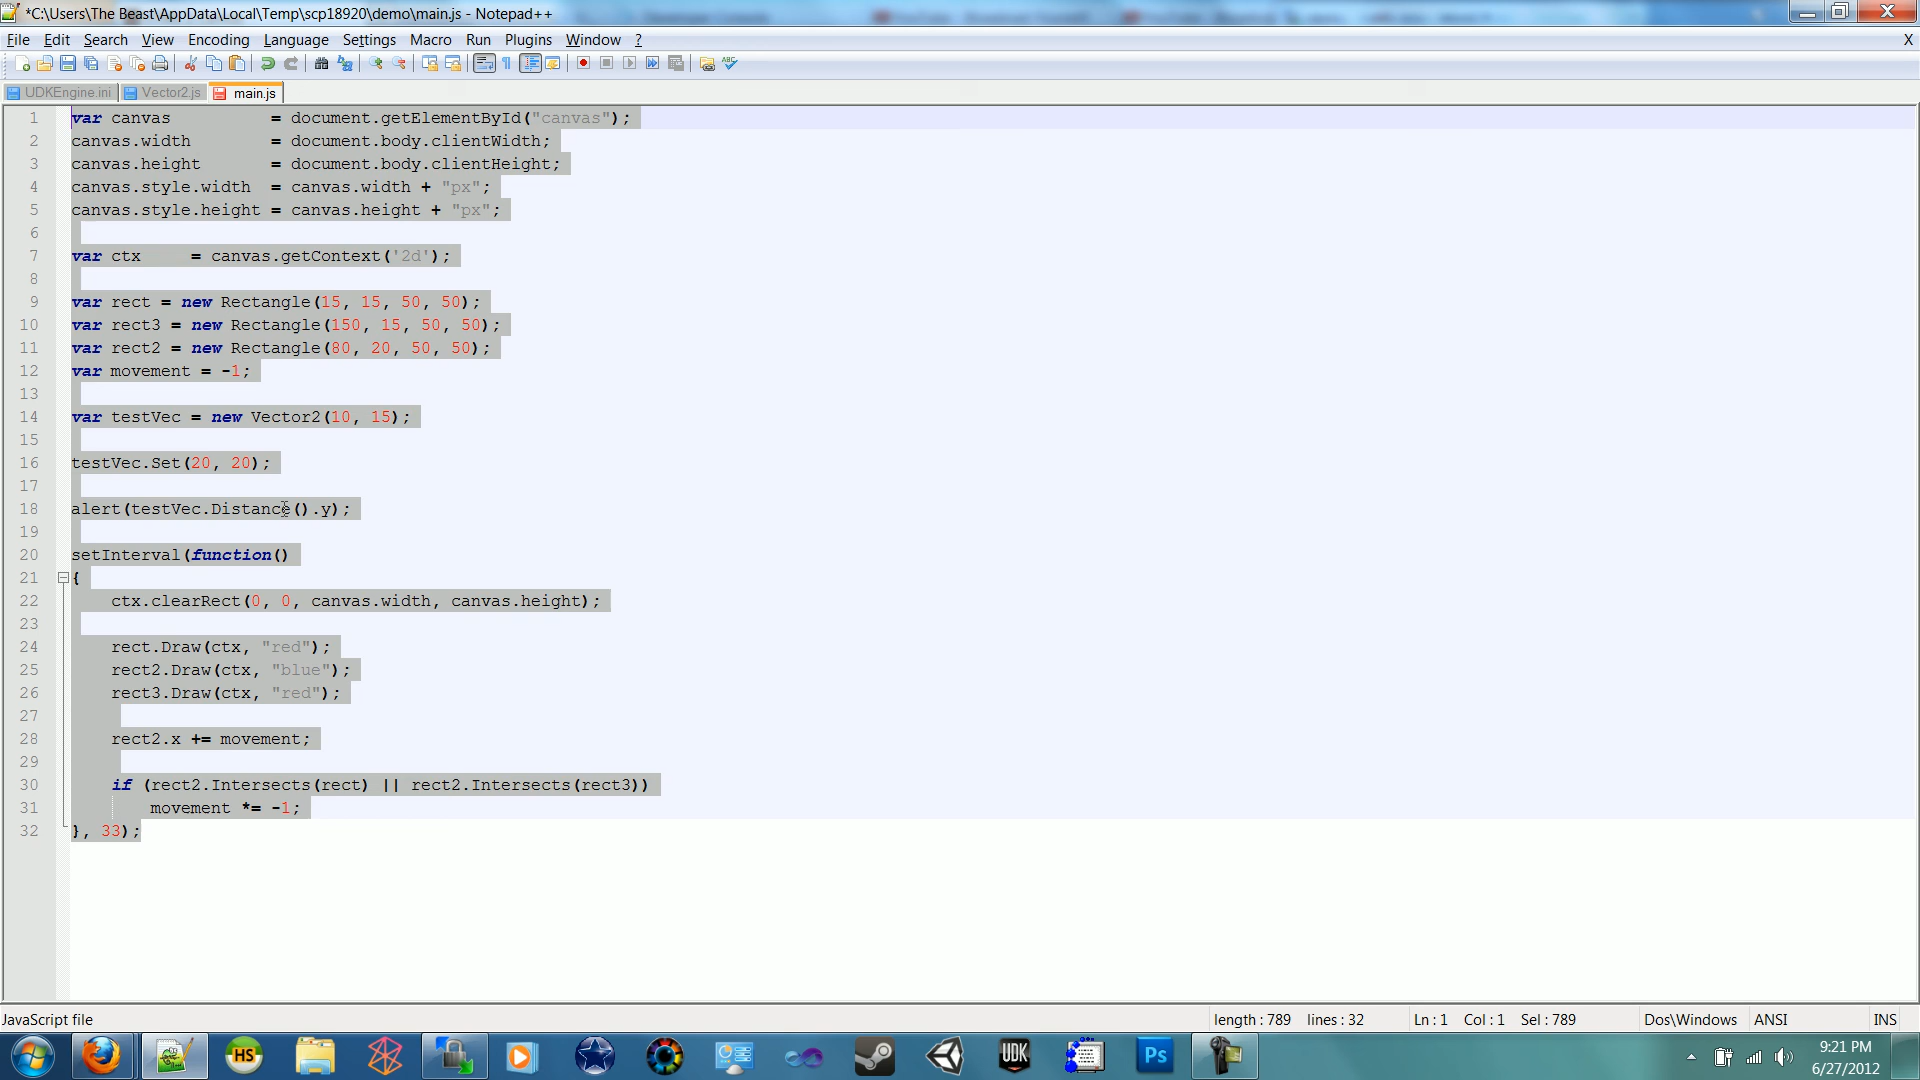 *C:\Users\The Beast\AppData\Local\Temp\scp18920\demo\main.js - Notepad++
File Edit Search View Encoding Language Settings Macro Run Plugins Window ? X
UDKEngine.ini Vector2.js main.js
1 var canvas          = document.getElementById("canvas");
2 canvas.width        = document.body.clientWidth;
3 canvas.height       = document.body.clientHeight;
4 canvas.style.width  = canvas.width + "px";
5 canvas.style.height = canvas.height + "px";
6
7 var ctx     = canvas.getContext('2d');
8
9 var rect = new Rectangle(15, 15, 50, 50);
10 var rect3 = new Rectangle(150, 15, 50, 50);
11 var rect2 = new Rectangle(80, 20, 50, 50);
12 var movement = -1;
13
14 var testVec = new Vector2(10, 15);
15
16 testVec.Set(20, 20);
17
18 alert(testVec.Distance().y);
19
20 setInterval(function()
21 {
22     ctx.clearRect(0, 0, canvas.width, canvas.height);
23
24     rect.Draw(ctx, "red");
25     rect2.Draw(ctx, "blue");
26     rect3.Draw(ctx, "red");
27
28     rect2.x += movement;
29
30     if (rect2.Intersects(rect) || rect2.Intersects(rect3))
31         movement *= -1;
32 }, 33);
JavaScript file length : 789 lines : 32 Ln : 1 Col : 1 Sel : 789 Dos\Windows ANSI INS
HS UDK Ps
9:21 PM
6/27/2012